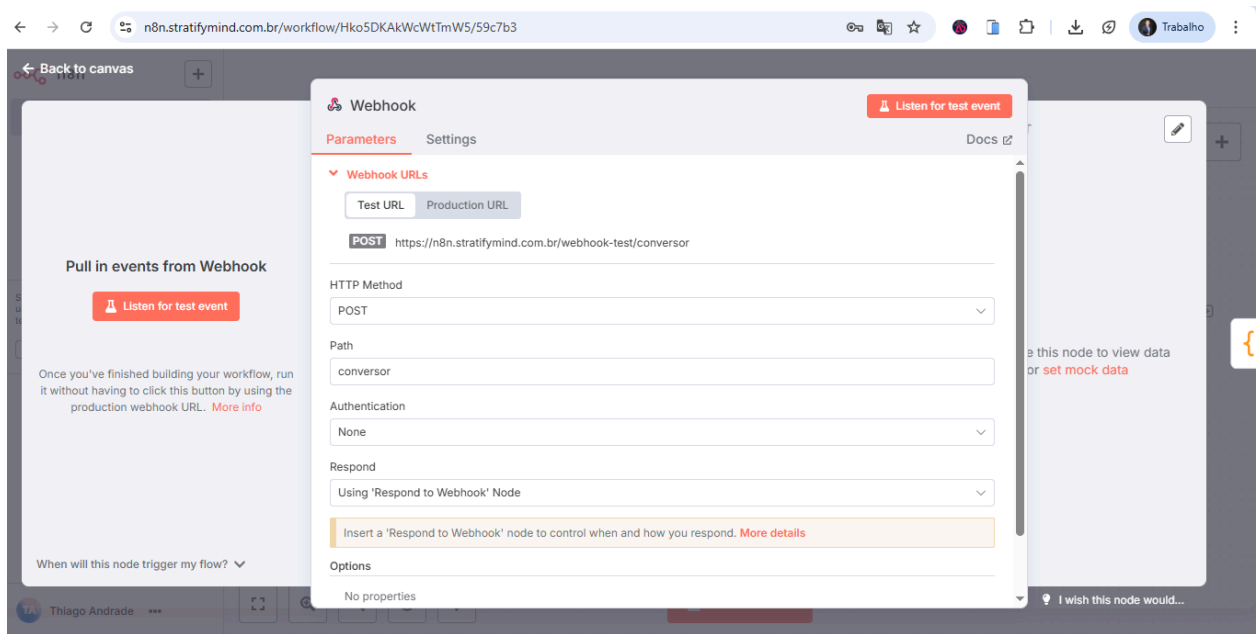 n8n.stratifymind.com.br/workflow/Hko5DKAkWcWtTmW5/59c7b3
Trabalho
← Back to canvas
n8n
Webhook
Listen for test event
Parameters
Settings
Docs
Webhook URLs
Test URL
Production URL
POST
https://n8n.stratifymind.com.br/webhook-test/conversor
HTTP Method
POST
Path
conversor
Authentication
None
Respond
Using 'Respond to Webhook' Node
Insert a 'Respond to Webhook' node to control when and how you respond. More details
Options
No properties
Pull in events from Webhook
Listen for test event
Once you've finished building your workflow, run
it without having to click this button by using the
production webhook URL. More info
When will this node trigger my flow?
this node to view data
or set mock data
Thiago Andrade
I wish this node would...